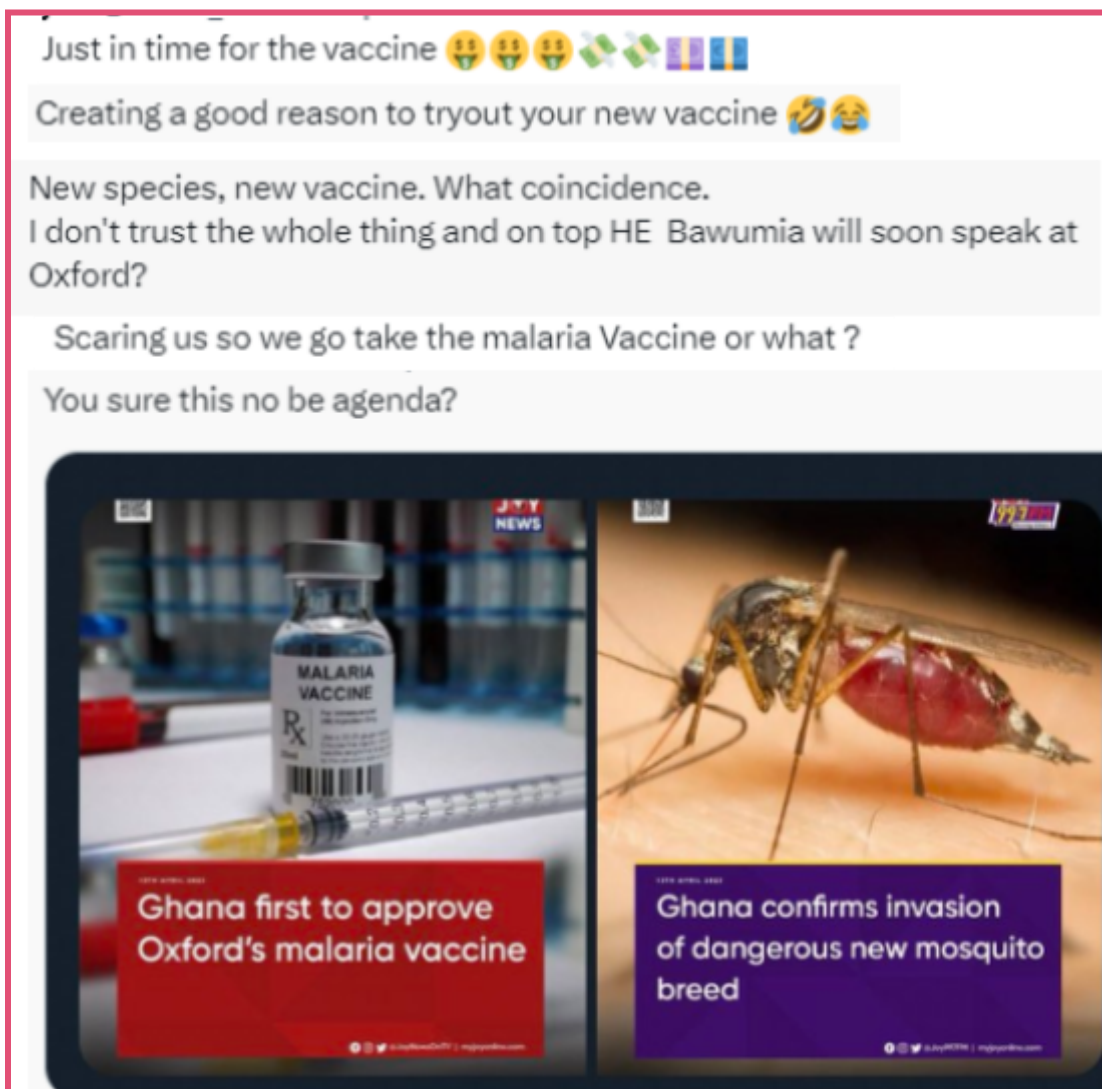 Just in time for the vaccine 🤑🤑🤑💸💸💷💶
Creating a good reason to tryout your new vaccine 🤣😂
New species, new vaccine. What coincidence.
I don't trust the whole thing and on top HE Bawumia will soon speak at
Oxford?
Scaring us so we go take the malaria Vaccine or what ?
You sure this no be agenda?
JOY
NEWS
99.7 FM
MALARIA
VACCINE
Rx
Ghana first to approve
Oxford's malaria vaccine
Ghana confirms invasion
of dangerous new mosquito
breed